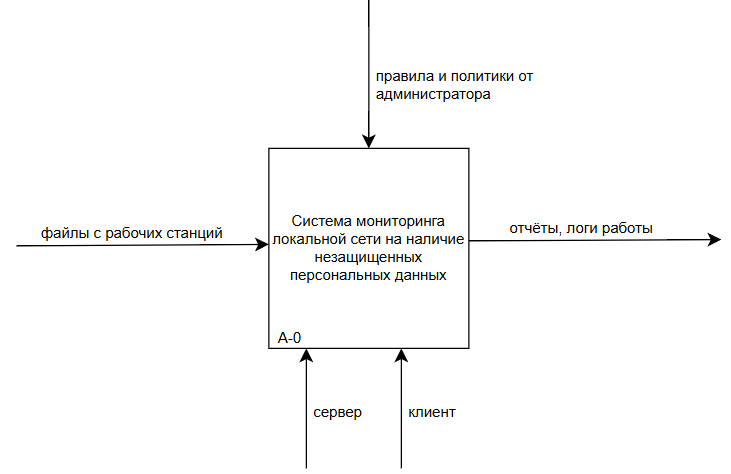 правила и политики от
администратора
файлы с рабочих станций
Система мониторинга
локальной сети на наличие
незащищенных
персональных данных
отчёты, логи работы
А-0
сервер
клиент